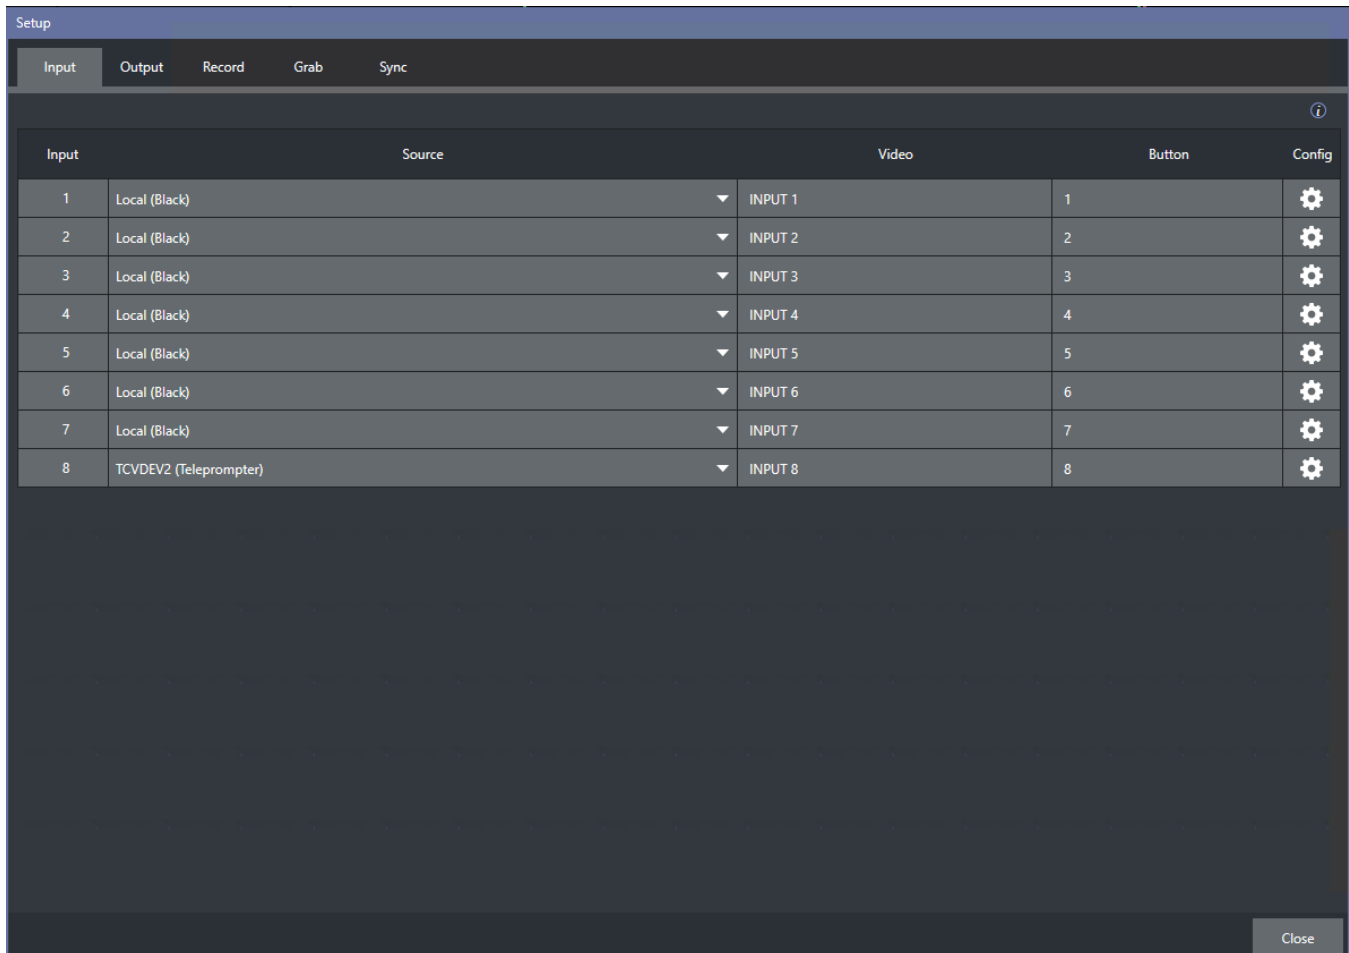 Setup
Input Output Record Grab Sync
i
Input Source Video Button Config
1 Local (Black) INPUT 1 1
2 Local (Black) INPUT 2 2
3 Local (Black) INPUT 3 3
4 Local (Black) INPUT 4 4
5 Local (Black) INPUT 5 5
6 Local (Black) INPUT 6 6
7 Local (Black) INPUT 7 7
8 TCVDEV2 (Teleprompter) INPUT 8 8
Close